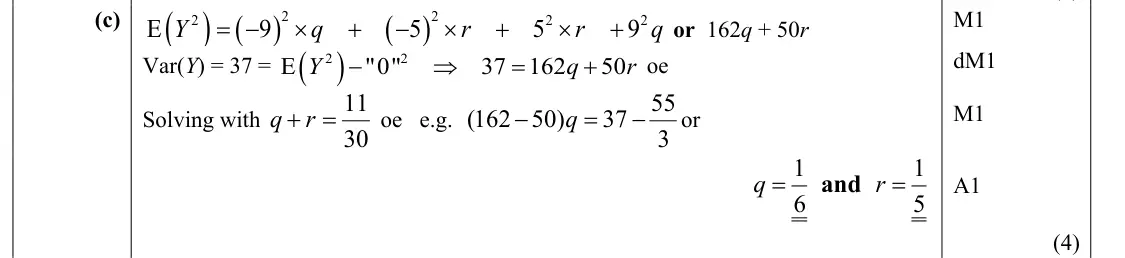 (c) E(Y²) = (−9)² × q + (−5)² × r + 5² × r + 9²q or 162q + 50r M1
Var(Y) = 37 = E(Y²) − "0"² ⇒ 37 = 162q + 50r oe dM1
Solving with q + r = 11/30 oe e.g. (162 − 50)q = 37 − 55/3 or M1
q = 1/6 and r = 1/5 A1
(4)